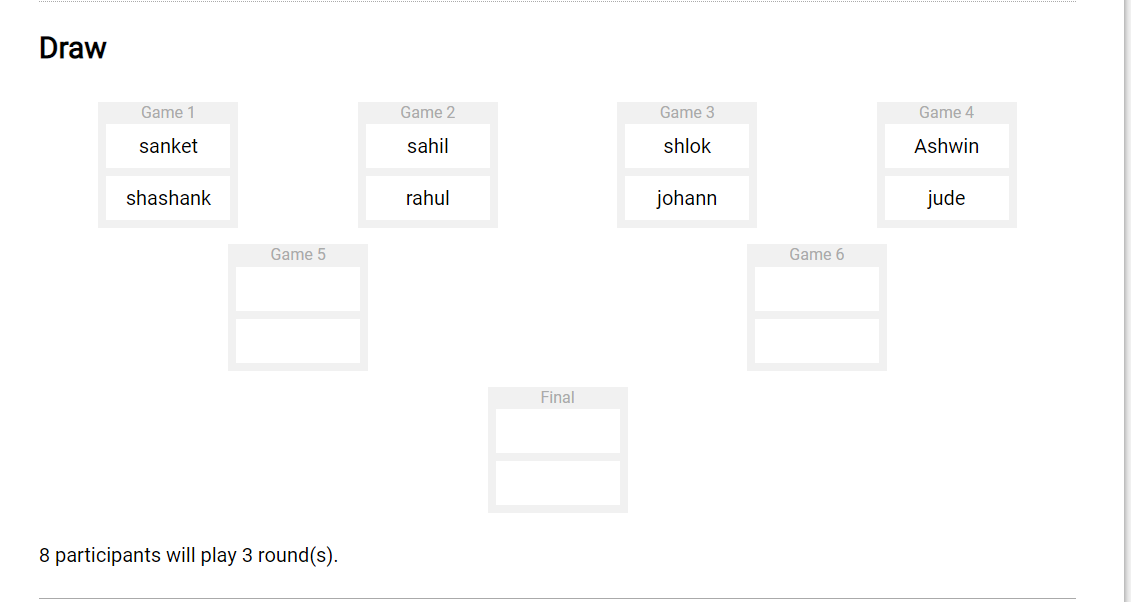 Draw
Game 1
sanket
shashank
Game 2
sahil
rahul
Game 3
shlok
johann
Game 4
Ashwin
jude
Game 5
Game 6
Final
8 participants will play 3 round(s).